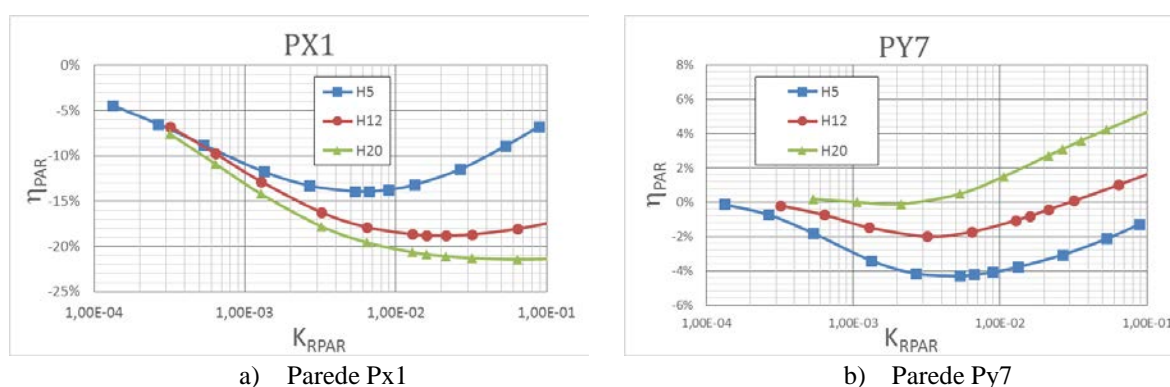 PX1
0%
-5%
-10%
-15%
-20%
-25%
ηPAR
H5
H12
H20
1,00E-04 1,00E-03 1,00E-02 1,00E-01
KRPAR
a) Parede Px1
PY7
8%
6%
4%
2%
0%
-2%
-4%
-6%
ηPAR
H5
H12
H20
1,00E-04 1,00E-03 1,00E-02 1,00E-01
KRPAR
b) Parede Py7